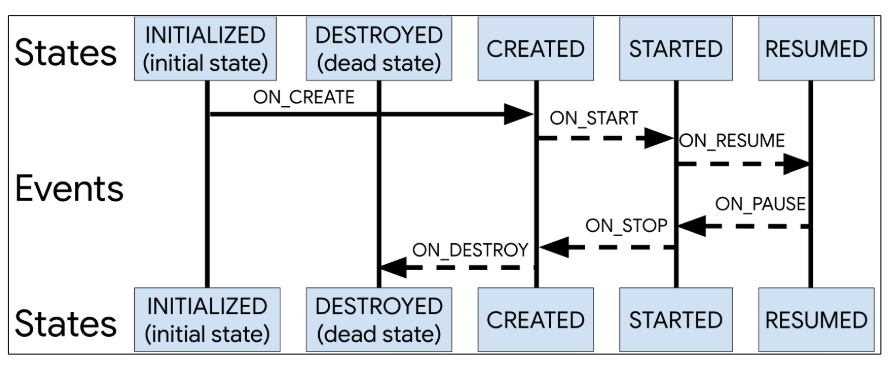 States
INITIALIZED
(initial state)
DESTROYED
(dead state)
CREATED
STARTED
RESUMED
ON_CREATE
ON_START
ON_RESUME
Events
ON_PAUSE
ON_STOP
ON_DESTROY
States
INITIALIZED
(initial state)
DESTROYED
(dead state)
CREATED
STARTED
RESUMED